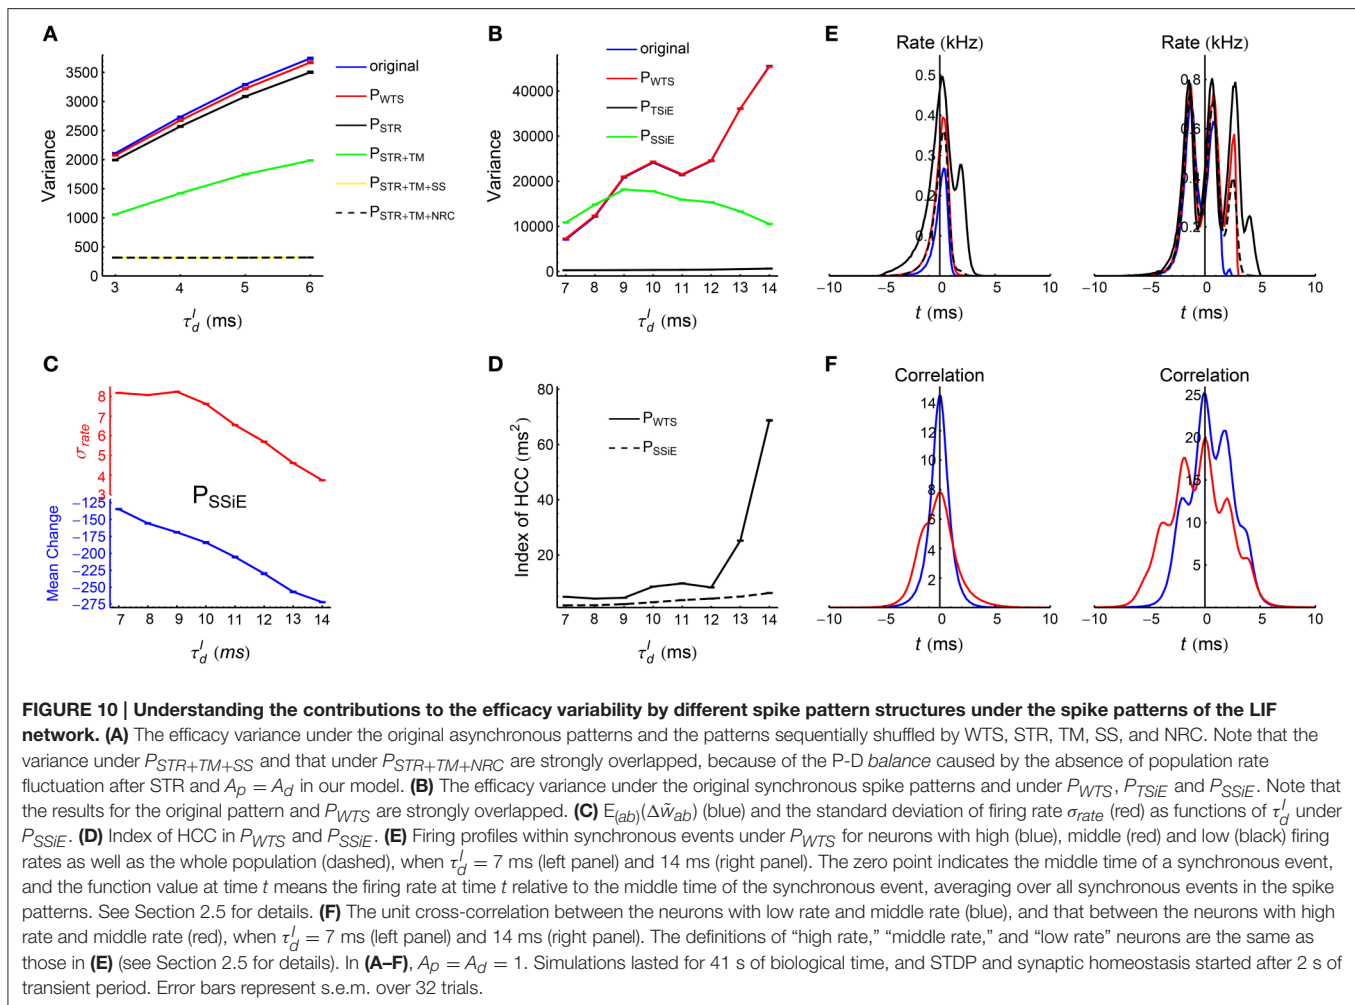 A
Variance
3500
3000
2500
2000
1500
1000
500
0
3 4 5 6
τ_d^I (ms)
original
P_WTS
P_STR
P_STR+TM
P_STR+TM+SS
P_STR+TM+NRC
B
Variance
40000
30000
20000
10000
0
7 8 9 10 11 12 13 14
τ_d^I (ms)
original
P_WTS
P_TSiE
P_SSiE
E
Rate (kHz)
0.5
0.4
0.3
0.2
0.1
−10 −5 0 5 10
t (ms)
Rate (kHz)
0.8
0.6
0.4
0.2
−10 −5 0 5 10
t (ms)
C
σ_rate
8
7
6
5
4
3
P_SSiE
Mean Change
−125
−150
−175
−200
−225
−250
−275
7 8 9 10 11 12 13 14
τ_d^I (ms)
D
Index of HCC (ms²)
80
60
40
20
7 8 9 10 11 12 13 14
τ_d^I (ms)
P_WTS
P_SSiE
F
Correlation
14
12
10
8
6
4
2
−10 −5 0 5 10
t (ms)
Correlation
25
20
15
10
5
−10 −5 0 5 10
t (ms)
FIGURE 10 | Understanding the contributions to the efficacy variability by different spike pattern structures under the spike patterns of the LIF
network. (A) The efficacy variance under the original asynchronous patterns and the patterns sequentially shuffled by WTS, STR, TM, SS, and NRC. Note that the
variance under P_STR+TM+SS and that under P_STR+TM+NRC are strongly overlapped, because of the P-D balance caused by the absence of population rate
fluctuation after STR and A_p = A_d in our model. (B) The efficacy variance under the original synchronous spike patterns and under P_WTS, P_TSiE and P_SSiE. Note that
the results for the original pattern and P_WTS are strongly overlapped. (C) E_(ab)(Δw̃_ab) (blue) and the standard deviation of firing rate σ_rate (red) as functions of τ_d^I under
P_SSiE. (D) Index of HCC in P_WTS and P_SSiE. (E) Firing profiles within synchronous events under P_WTS for neurons with high (blue), middle (red) and low (black) firing
rates as well as the whole population (dashed), when τ_d^I = 7 ms (left panel) and 14 ms (right panel). The zero point indicates the middle time of a synchronous event,
and the function value at time t means the firing rate at time t relative to the middle time of the synchronous event, averaging over all synchronous events in the spike
patterns. See Section 2.5 for details. (F) The unit cross-correlation between the neurons with low rate and middle rate (blue), and that between the neurons with high
rate and middle rate (red), when τ_d^I = 7 ms (left panel) and 14 ms (right panel). The definitions of “high rate,” “middle rate,” and “low rate” neurons are the same as
those in (E) (see Section 2.5 for details). In (A–F), A_p = A_d = 1. Simulations lasted for 41 s of biological time, and STDP and synaptic homeostasis started after 2 s of
transient period. Error bars represent s.e.m. over 32 trials.